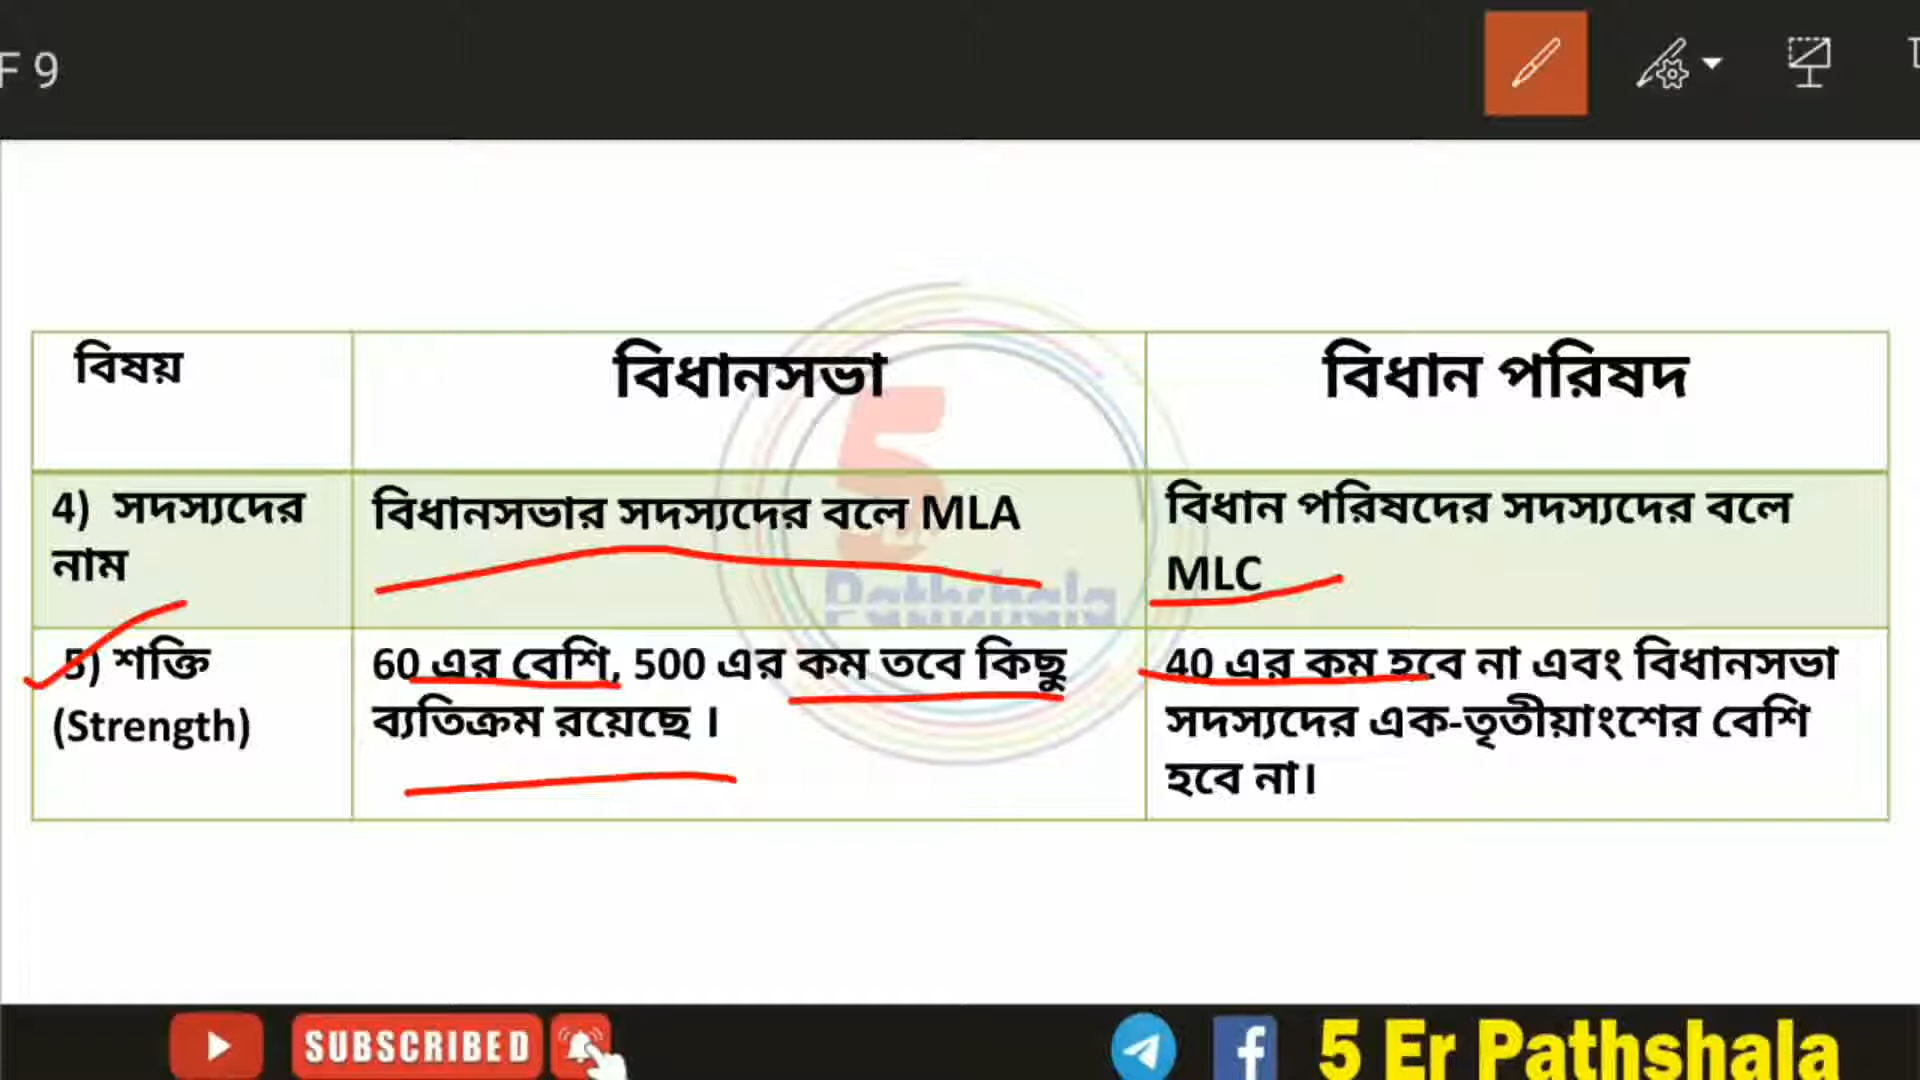 F 9
বিষয়
বিধানসভা
বিধান পরিষদ
4) সদস্যদের
নাম
বিধানসভার সদস্যদের বলে MLA
বিধান পরিষদের সদস্যদের বলে
MLC
5) শক্তি
(Strength)
60 এর বেশি, 500 এর কম তবে কিছু
ব্যতিক্রম রয়েছে ।
40 এর কম হবে না এবং বিধানসভা
সদস্যদের এক-তৃতীয়াংশের বেশি
হবে না।
5
Pathshala
SUBSCRIBED
5 Er Pathshala